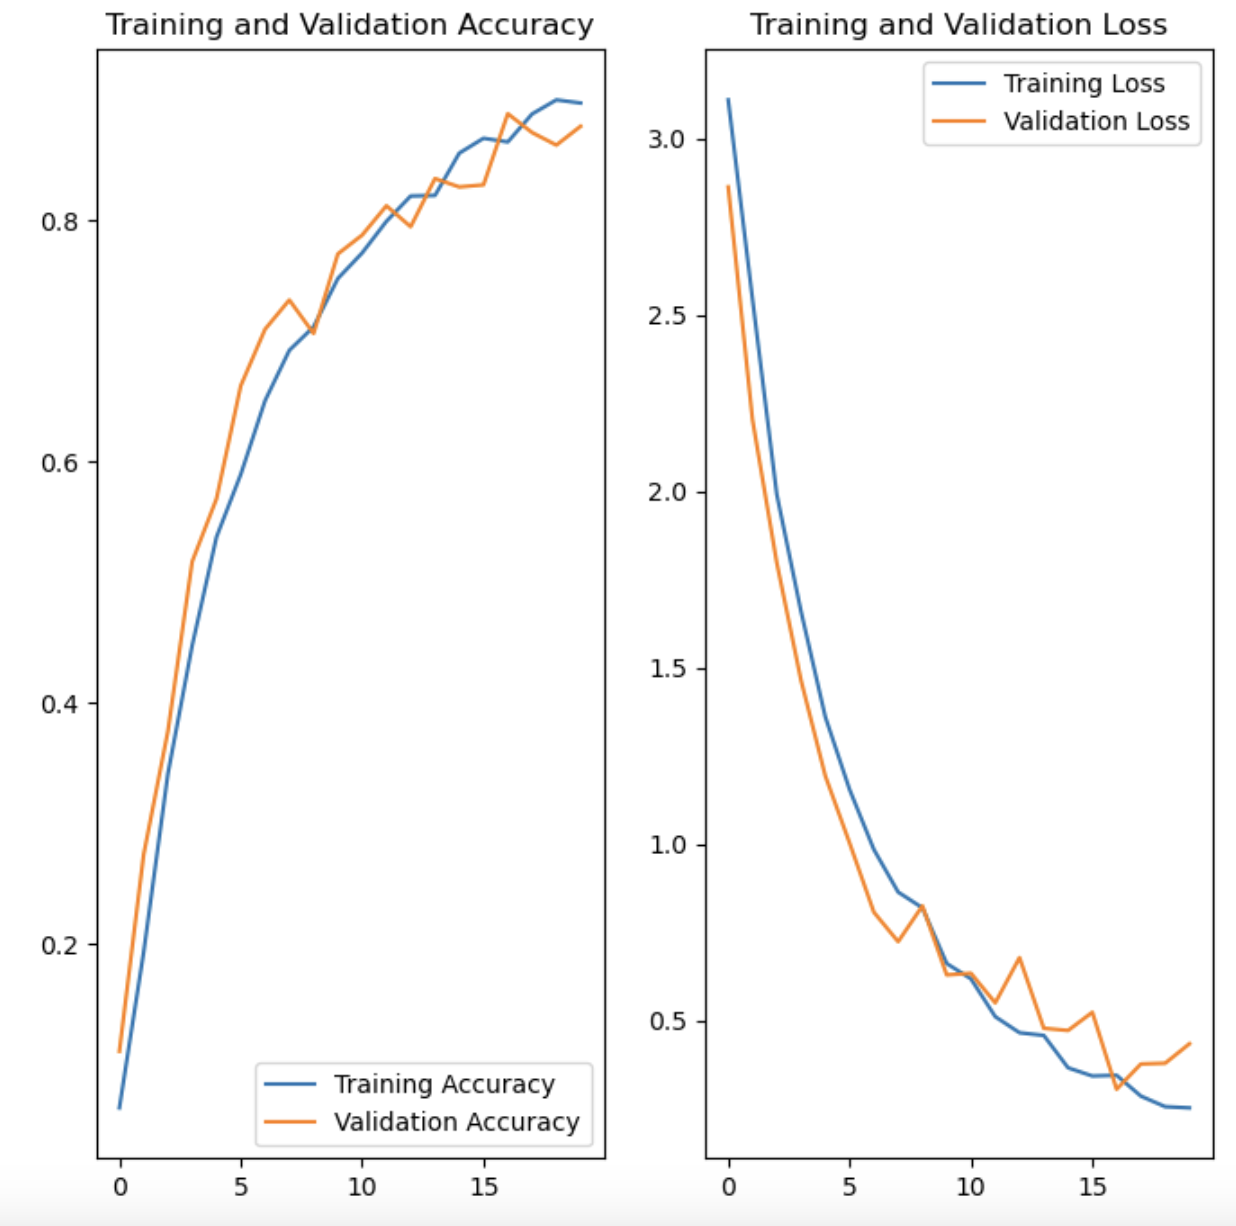 Training and Validation Accuracy
0.8
0.6
0.4
0.2
Training Accuracy
Validation Accuracy
0 5 10 15
Training and Validation Loss
Training Loss
Validation Loss
3.0
2.5
2.0
1.5
1.0
0.5
0 5 10 15